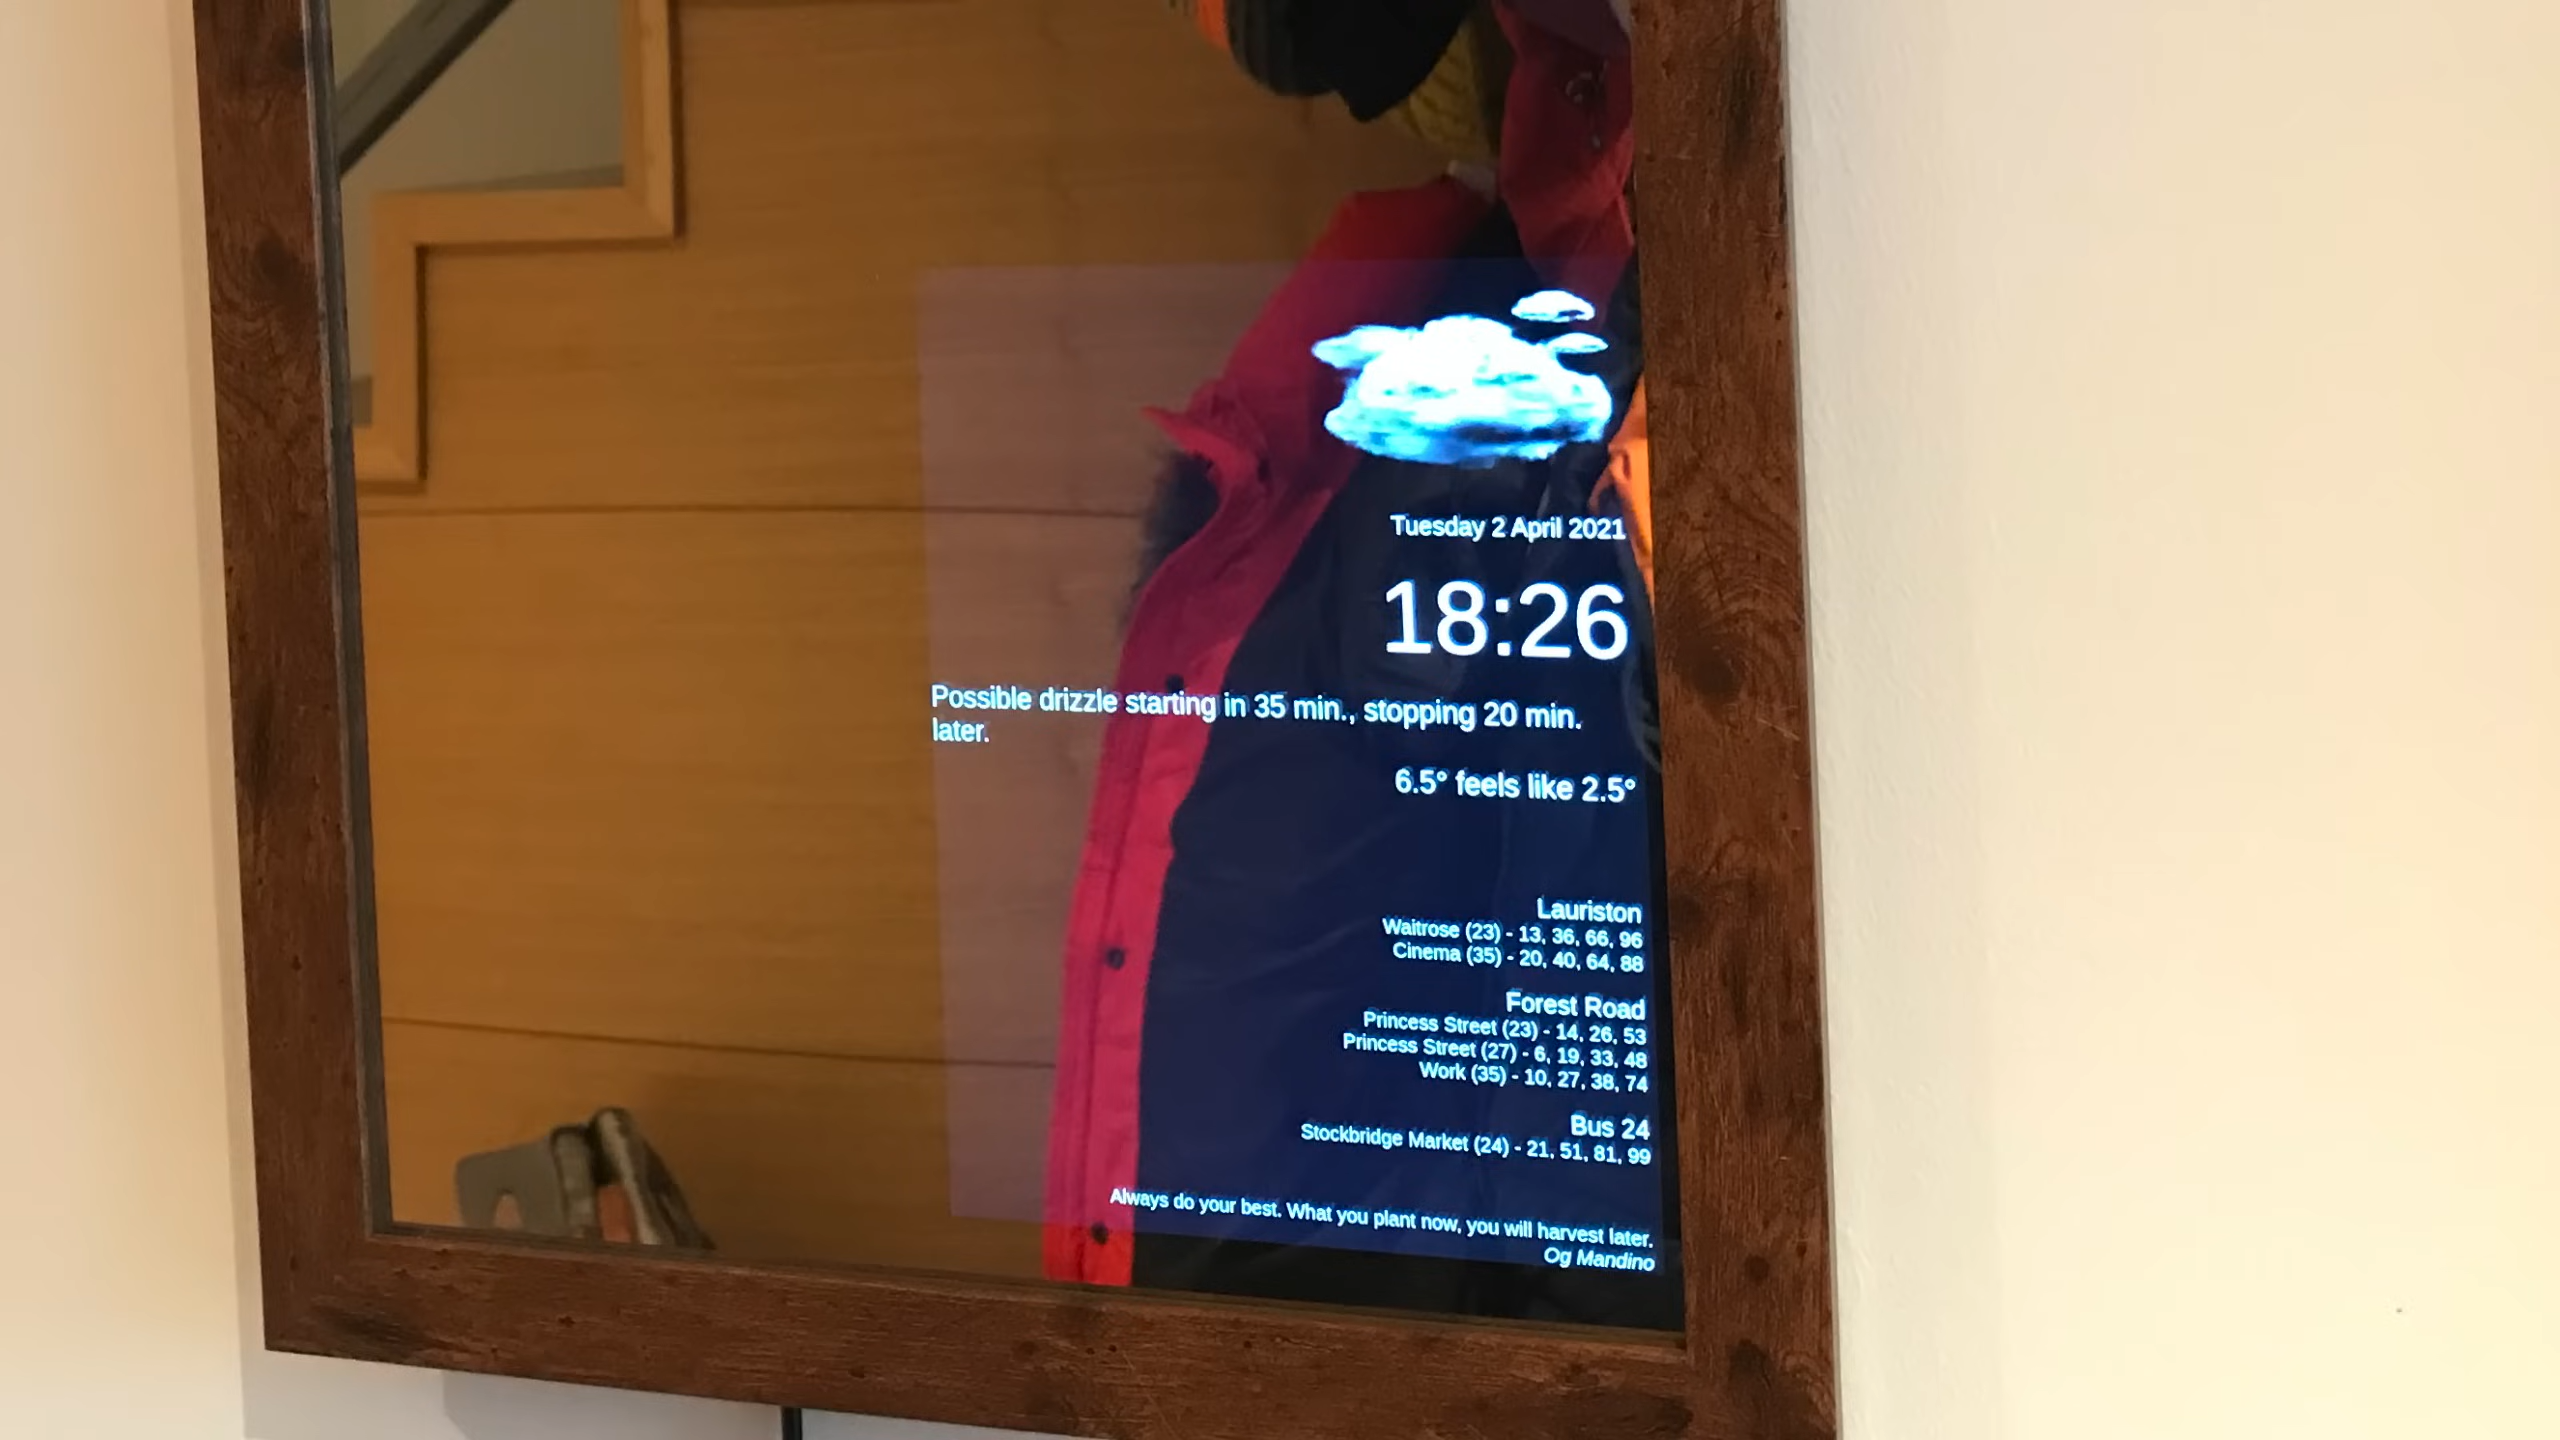 Tuesday 2 April 2021
18:26
Possible drizzle starting in 35 min., stopping 20 min.
later.
6.5° feels like 2.5°
Lauriston
Waitrose (23) - 13, 36, 66, 96
Cinema (35) - 20, 40, 64, 88
Forest Road
Princess Street (23) - 14, 26, 53
Princess Street (27) - 6, 19, 33, 48
Work (35) - 10, 27, 38, 74
Bus 24
Stockbridge Market (24) - 21, 51, 81, 99
Always do your best. What you plant now, you will harvest later.
Og Mandino